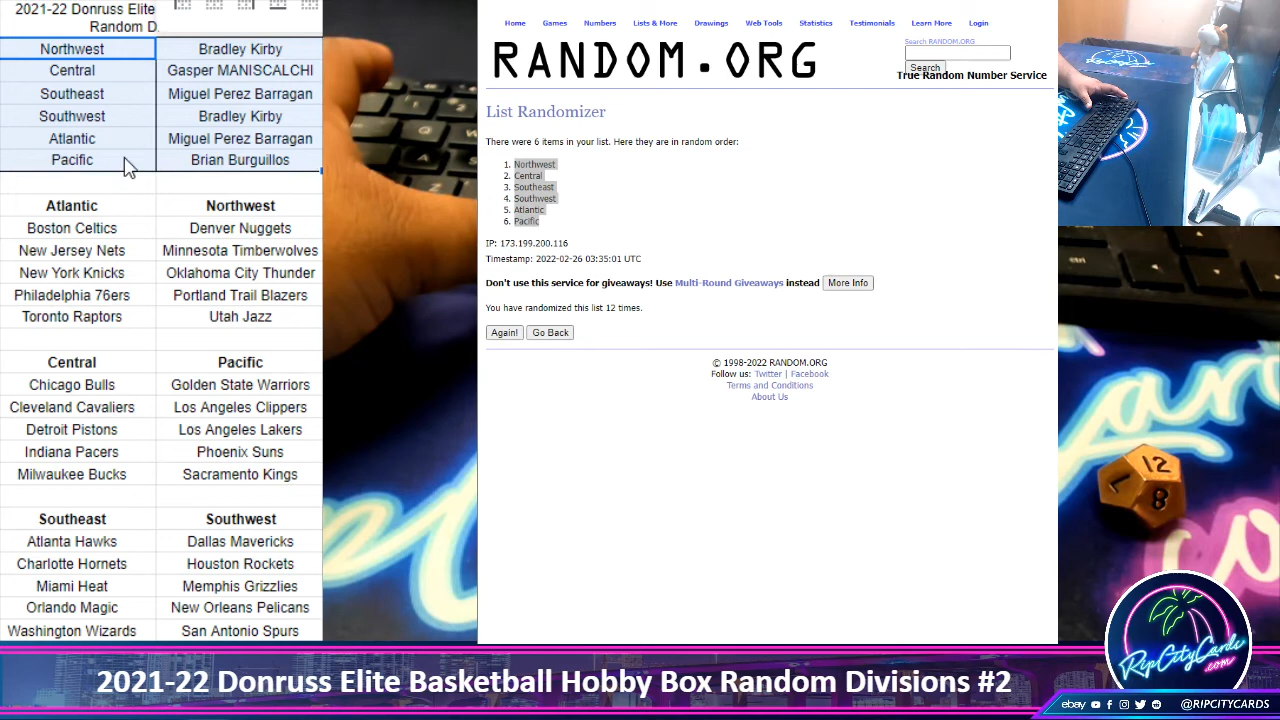 2021-22 Donruss Elite
Random D.
Northwest Bradley Kirby
Central Gasper MANISCALCHI
Southeast Miguel Perez Barragan
Southwest Bradley Kirby
Atlantic Miguel Perez Barragan
Pacific Brian Burguillos
Atlantic Northwest
Boston Celtics Denver Nuggets
New Jersey Nets Minnesota Timberwolves
New York Knicks Oklahoma City Thunder
Philadelphia 76ers Portland Trail Blazers
Toronto Raptors Utah Jazz
Central Pacific
Chicago Bulls Golden State Warriors
Cleveland Cavaliers Los Angeles Clippers
Detroit Pistons Los Angeles Lakers
Indiana Pacers Phoenix Suns
Milwaukee Bucks Sacramento Kings
Southeast Southwest
Atlanta Hawks Dallas Mavericks
Charlotte Hornets Houston Rockets
Miami Heat Memphis Grizzlies
Orlando Magic New Orleans Pelicans
Washington Wizards San Antonio Spurs
Home Games Numbers Lists & More Drawings Web Tools Statistics Testimonials Learn More Login
RANDOM.ORG
Search RANDOM.ORG
Search
True Random Number Service
List Randomizer
There were 6 items in your list. Here they are in random order:
1. Northwest
2. Central
3. Southeast
4. Southwest
5. Atlantic
6. Pacific
IP: 173.199.200.116
Timestamp: 2022-02-26 03:35:01 UTC
Don't use this service for giveaways! Use Multi-Round Giveaways instead More Info
You have randomized this list 12 times.
Again! Go Back
© 1998-2022 RANDOM.ORG
Follow us: Twitter | Facebook
Terms and Conditions
About Us
12
8
RipCityCards
.com
2021-22 Donruss Elite Basketball Hobby Box Random Divisions #2
ebay @RIPCITYCARDS